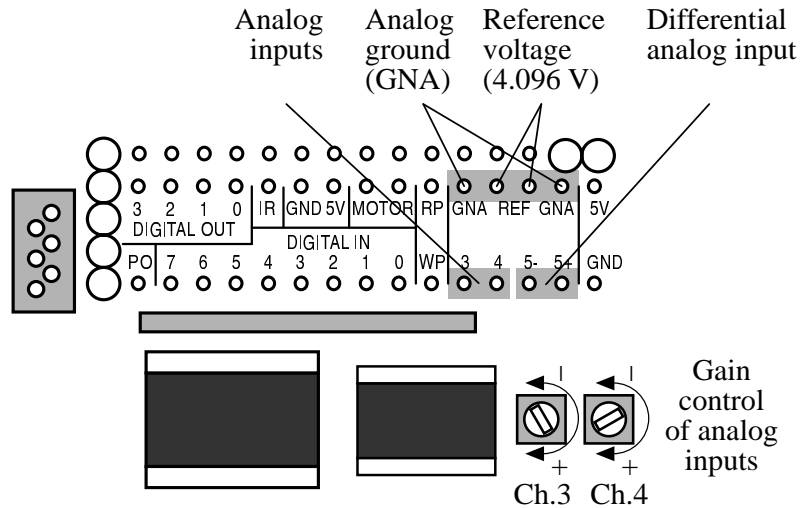 Analog inputs
Analog ground (GNA)
Reference voltage (4.096 V)
Differential analog input
3 2 1 0 IR GND 5V MOTOR RP GNA REF GNA 5V
DIGITAL OUT
DIGITAL IN
PO 7 6 5 4 3 2 1 0 WP 3 4 5- 5+ GND
Gain control of analog inputs
- -
+ +
Ch.3 Ch.4